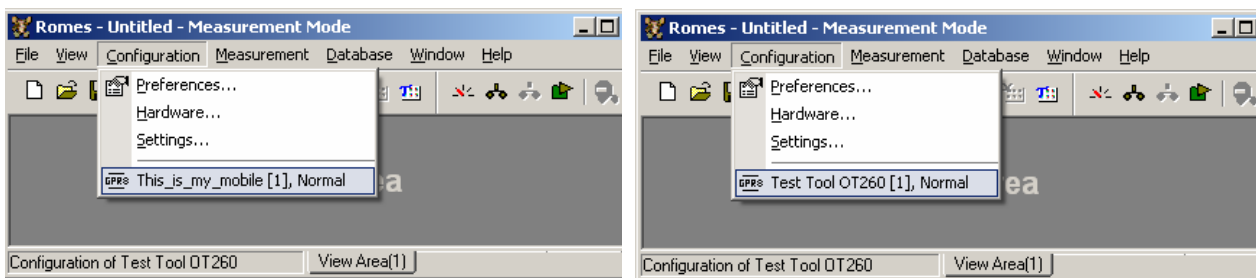 Romes - Untitled - Measurement Mode
File View Configuration Measurement Database Window Help
Preferences...
Hardware...
Settings...
GPRS This_is_my_mobile [1], Normal
ea
Configuration of Test Tool OT260 View Area(1)
Romes - Untitled - Measurement Mode
File View Configuration Measurement Database Window Help
Preferences...
Hardware...
Settings...
GPRS Test Tool OT260 [1], Normal
ea
Configuration of Test Tool OT260 View Area(1)